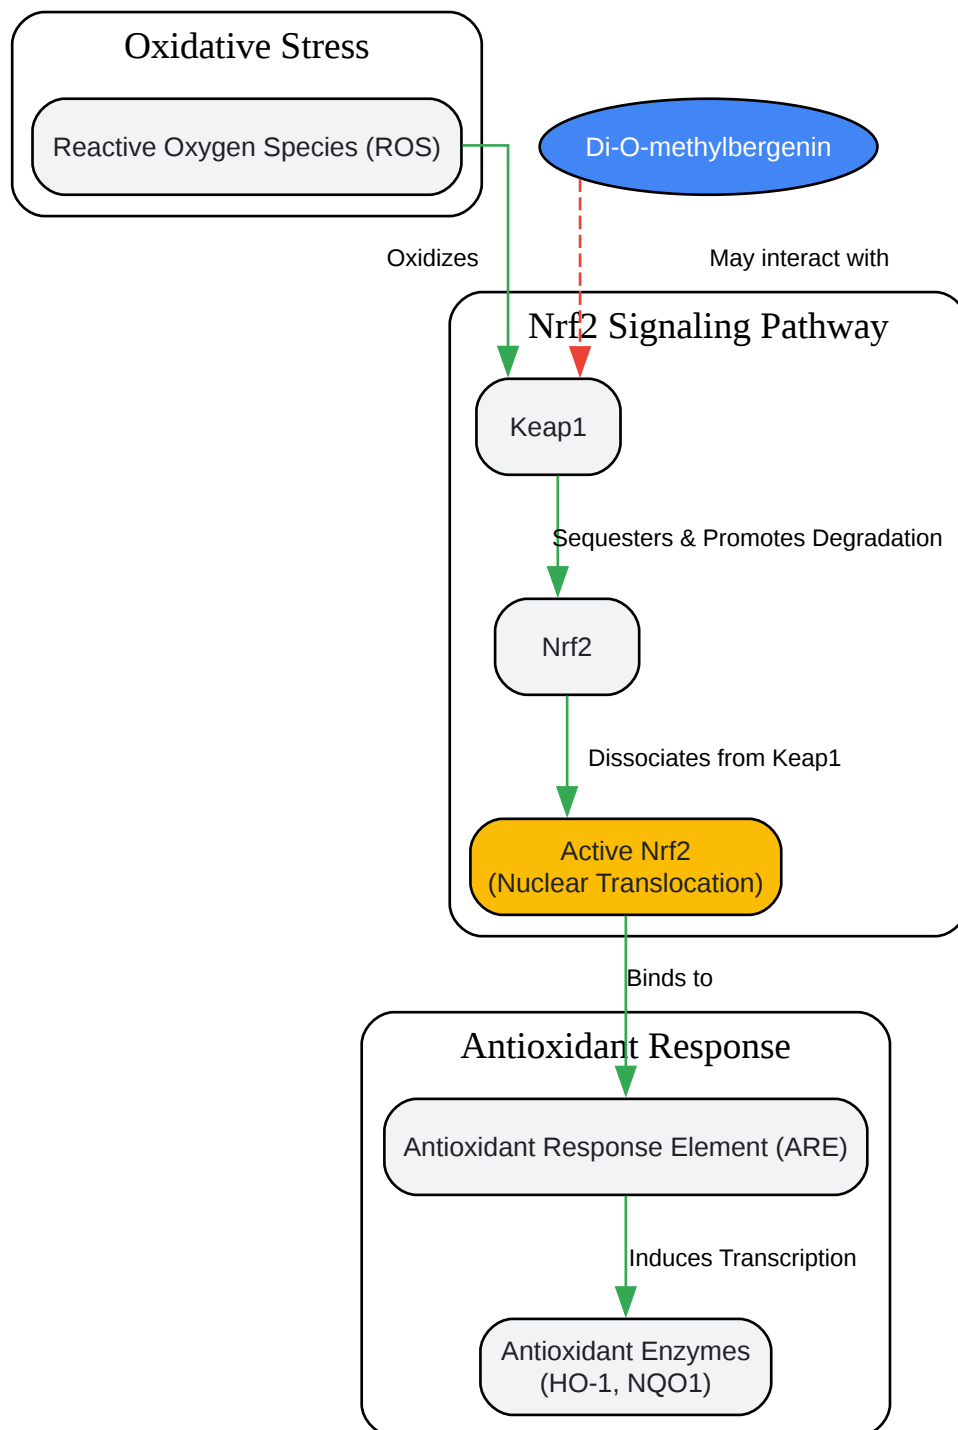 Oxidative Stress
Reactive Oxygen Species (ROS)
Di-O-methylbergenin
Oxidizes
May interact with
Nrf2 Signaling Pathway
Keap1
Sequesters & Promotes Degradation
Nrf2
Dissociates from Keap1
Active Nrf2
(Nuclear Translocation)
Binds to
Antioxidant Response
Antioxidant Response Element (ARE)
Induces Transcription
Antioxidant Enzymes
(HO-1, NQO1)